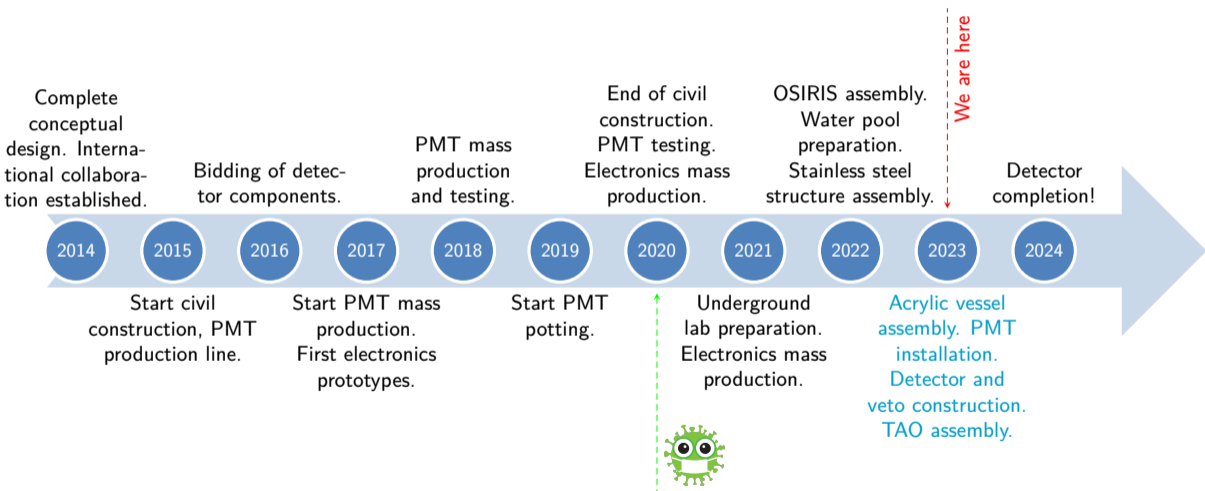 We are here
Complete
conceptual
design. Interna-
tional collabora-
tion established.
Bidding of detec-
tor components.
PMT mass
production
and testing.
End of civil
construction.
PMT testing.
Electronics mass
production.
OSIRIS assembly.
Water pool
preparation.
Stainless steel
structure assembly.
Detector
completion!
2014
2015
2016
2017
2018
2019
2020
2021
2022
2023
2024
Start civil
construction, PMT
production line.
Start PMT mass
production.
First electronics
prototypes.
Start PMT
potting.
Underground
lab preparation.
Electronics mass
production.
Acrylic vessel
assembly. PMT
installation.
Detector and
veto construction.
TAO assembly.